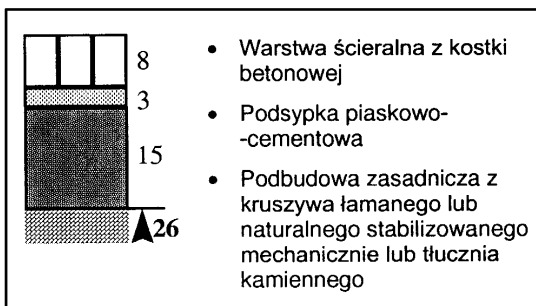 8
3
15
26
• Warstwa ścieralna z kostki
betonowej
• Podsypka piaskowo-
-cementowa
• Podbudowa zasadnicza z
kruszywa łamanego lub
naturalnego stabilizowanego
mechanicznie lub tłucznia
kamiennego